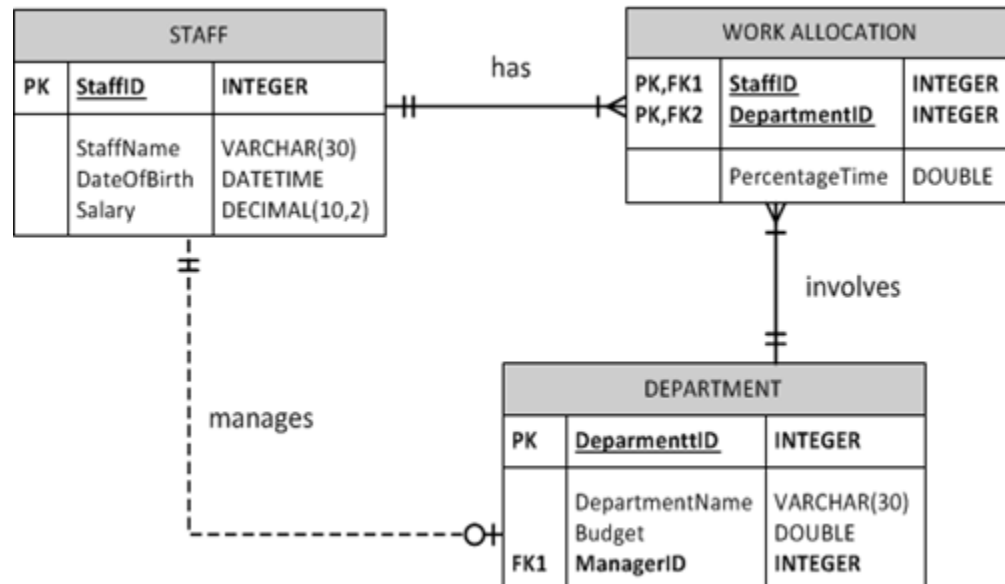 STAFF
PK StaffID INTEGER
StaffName VARCHAR(30)
DateOfBirth DATETIME
Salary DECIMAL(10,2)
has
WORK ALLOCATION
PK,FK1 StaffID INTEGER
PK,FK2 DepartmentID INTEGER
PercentageTime DOUBLE
involves
manages
DEPARTMENT
PK DeparmenttID INTEGER
DepartmentName VARCHAR(30)
Budget DOUBLE
FK1 ManagerID INTEGER